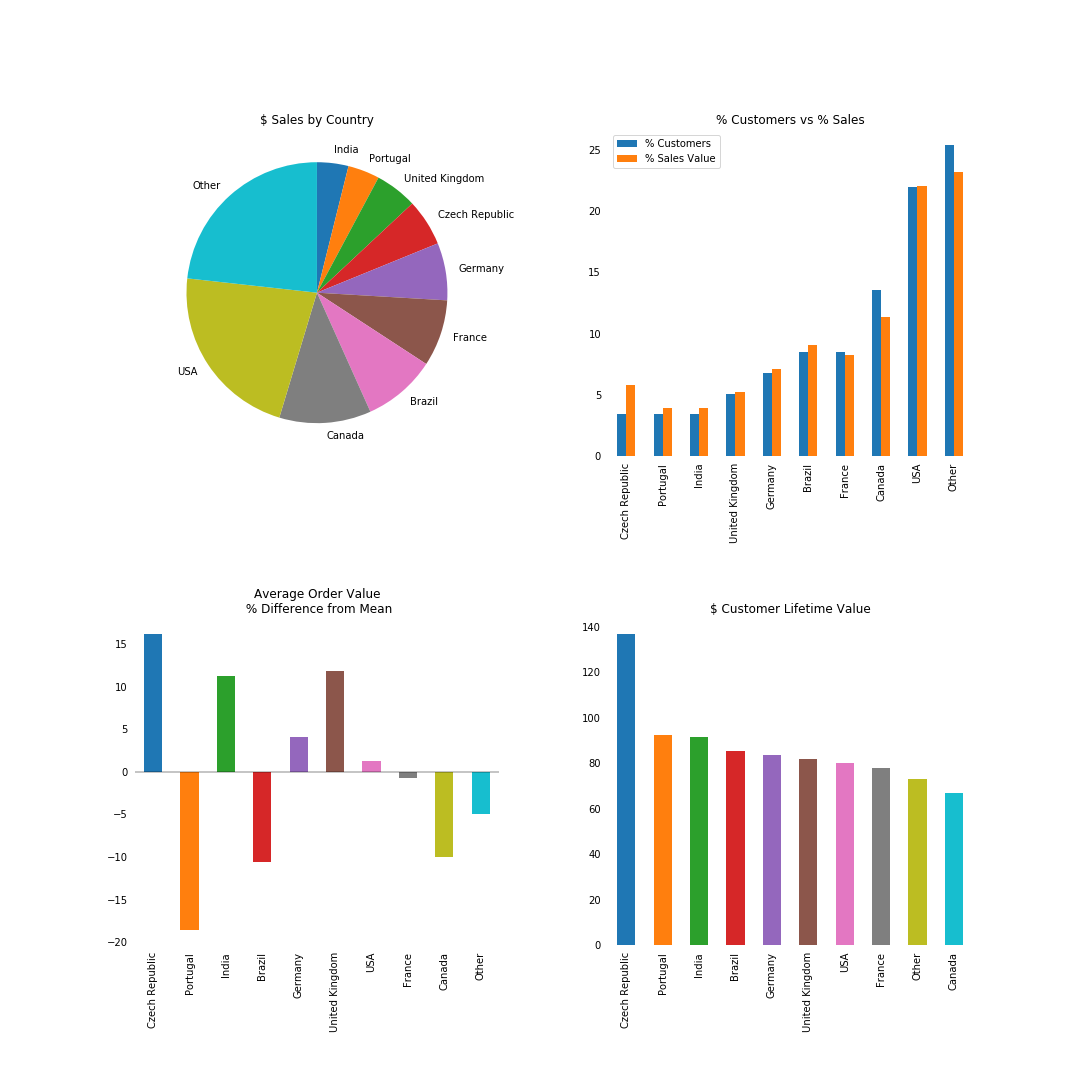 $ Sales by Country
India
Portugal
United Kingdom
Czech Republic
Germany
France
Brazil
Canada
USA
Other
% Customers vs % Sales
% Customers
% Sales Value
25
20
15
10
5
0
Czech Republic
Portugal
India
United Kingdom
Germany
Brazil
France
Canada
USA
Other
Average Order Value
% Difference from Mean
15
10
5
0
−5
−10
−15
−20
Czech Republic
Portugal
India
Brazil
Germany
United Kingdom
USA
France
Canada
Other
$ Customer Lifetime Value
140
120
100
80
60
40
20
0
Czech Republic
Portugal
India
Brazil
Germany
United Kingdom
USA
France
Other
Canada